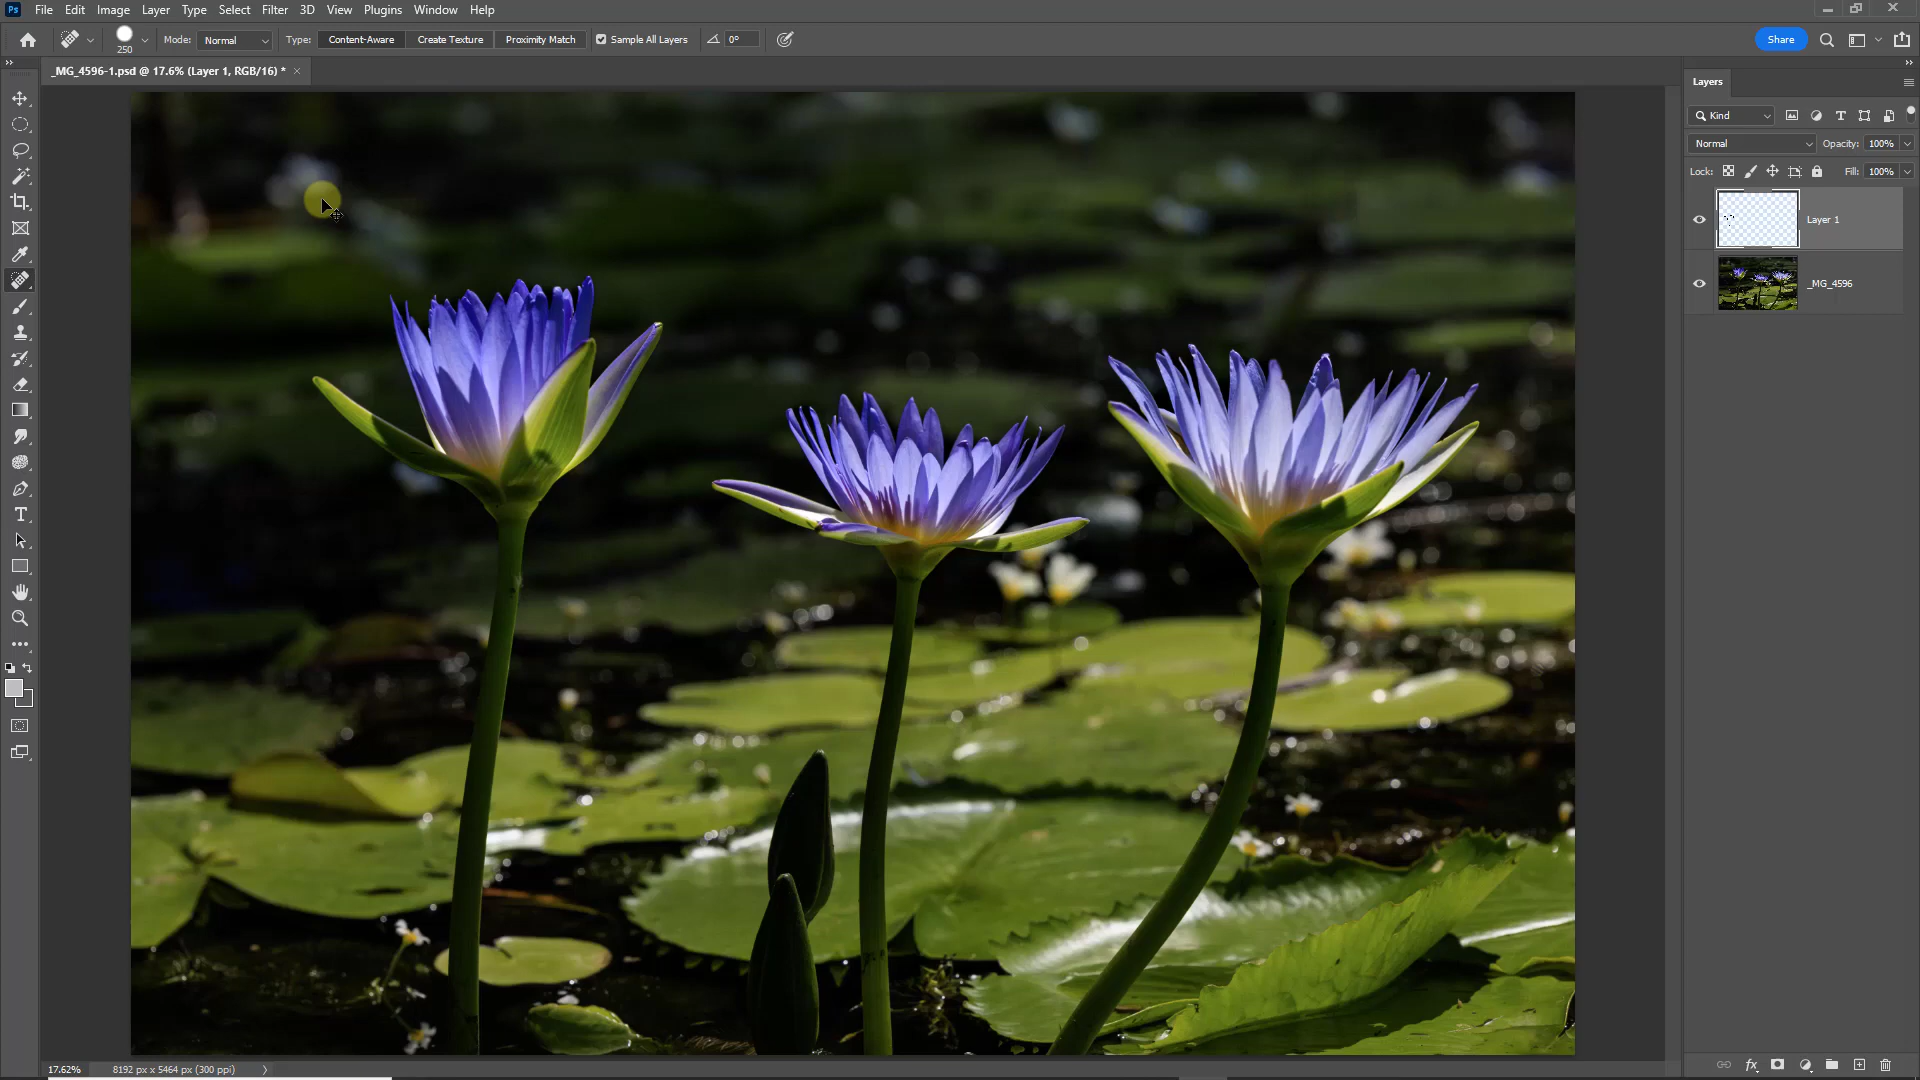 Ps File Edit Image Layer Type Select Filter 3D View Plugins Window Help
250 Mode: Normal Type: Content-Aware Create Texture Proximity Match Sample All Layers 0° Share
_MG_4596-1.psd @ 17.6% (Layer 1, RGB/16) * ×
Layers
Kind
Normal Opacity: 100%
Lock: Fill: 100%
Layer 1
_MG_4596
17.62% 8192 px x 5464 px (300 ppi)